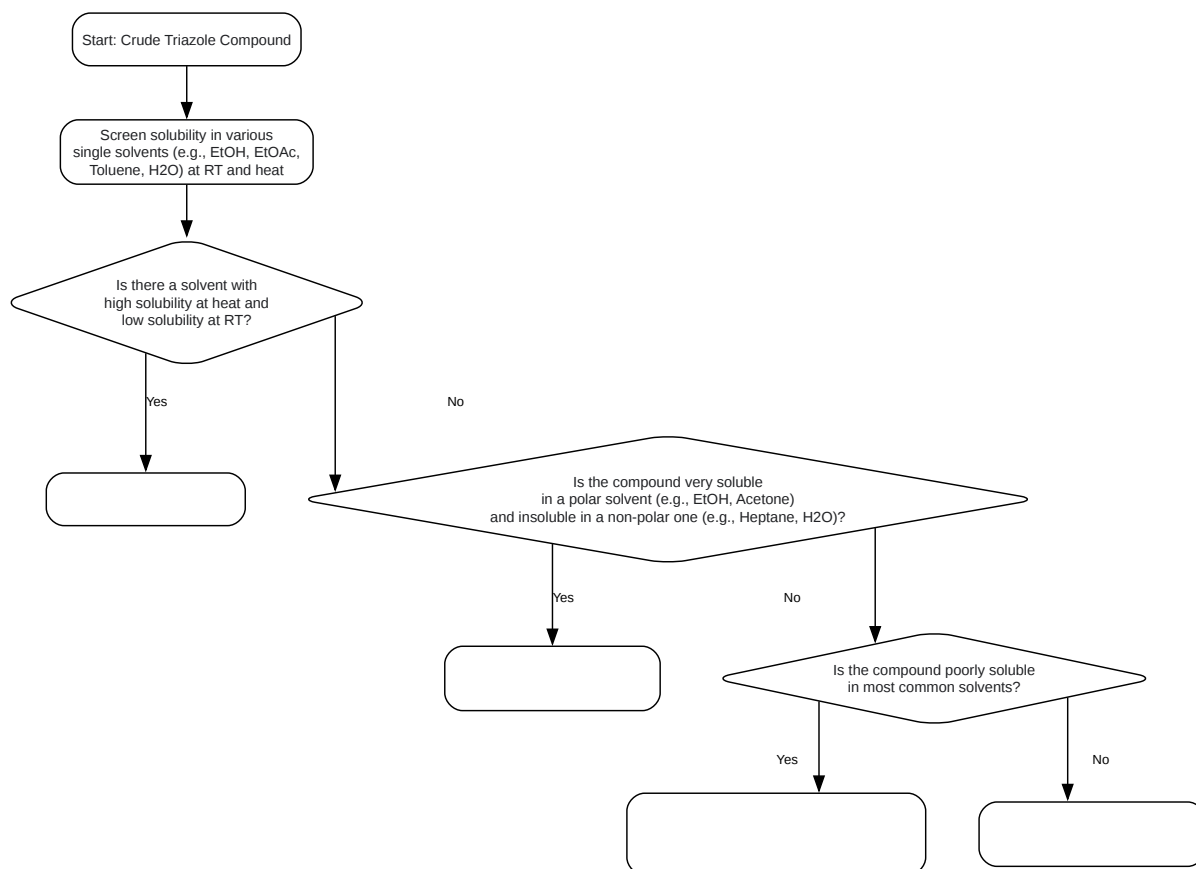 Start: Crude Triazole Compound
Screen solubility in various
single solvents (e.g., EtOH, EtOAc,
Toluene, H2O) at RT and heat
Is there a solvent with
high solubility at heat and
low solubility at RT?
Yes
No
Is the compound very soluble
in a polar solvent (e.g., EtOH, Acetone)
and insoluble in a non-polar one (e.g., Heptane, H2O)?
Yes
No
Is the compound poorly soluble
in most common solvents?
Yes
No